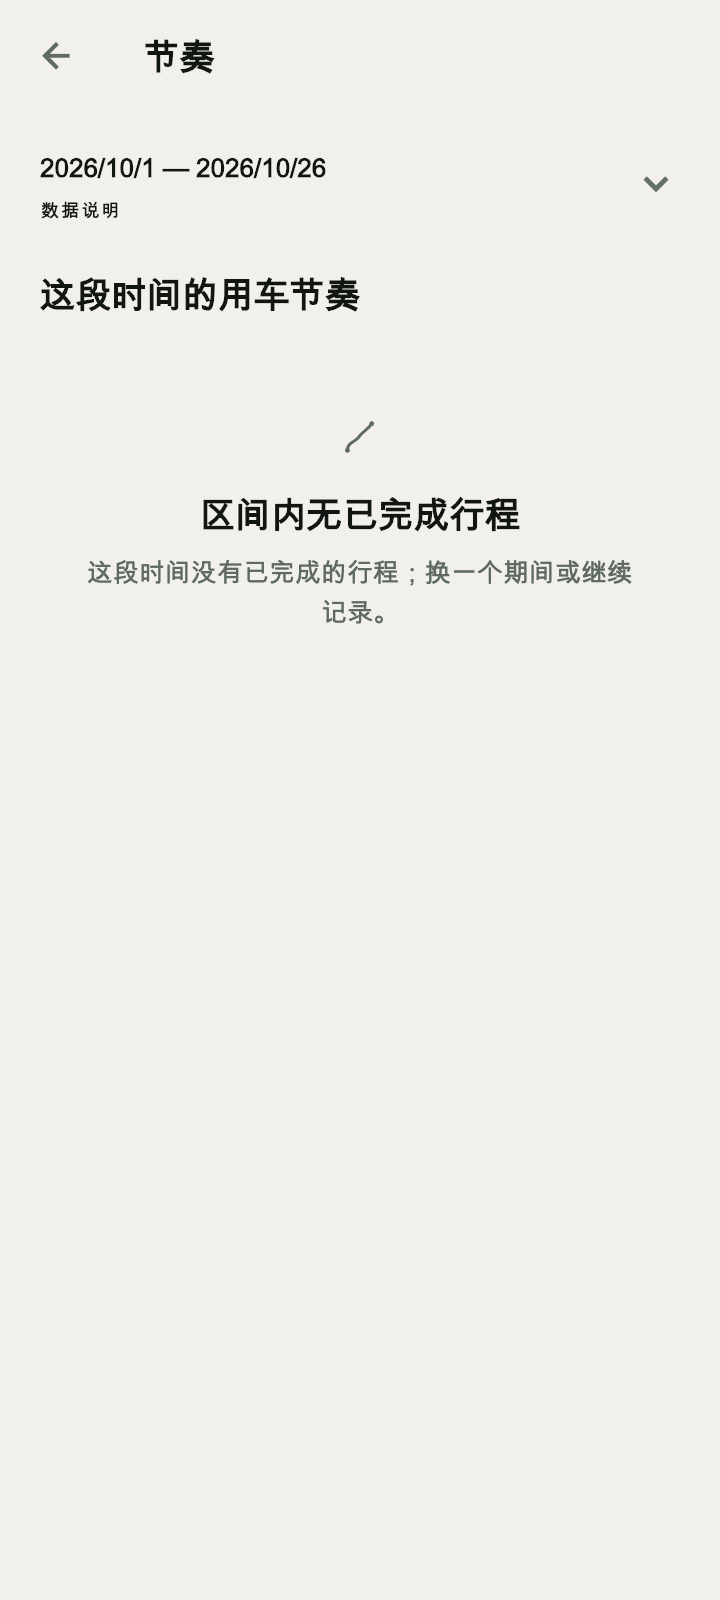 节奏
2026/10/1 — 2026/10/26
数据说明
这段时间的用车节奏
区间内无已完成行程
这段时间没有已完成的行程；换一个期间或继续
记录。